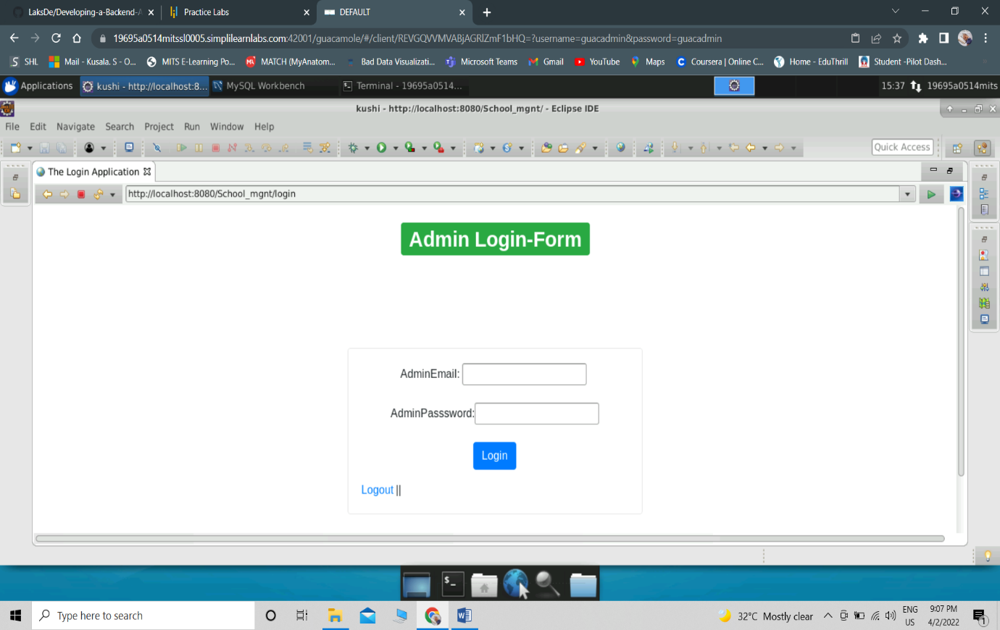 LaksDe/Developing-a-Backend-A
Practice Labs
DEFAULT
19695a0514mitssl0005.simplilearnlabs.com:42001/guacamole/#/client/REVGQVVMVABjAGRlZmF1bHQ=?username=guacadmin&password=guacadmin
SHL
Mail - Kusala. S - O...
MITS E-Learning Po...
MATCH (MyAnatom...
Bad Data Visualizati...
Microsoft Teams
Gmail
YouTube
Maps
Coursera | Online C...
Home - EduThrill
Student -Pilot Dash...
Applications
kushi - http://localhost:8...
MySQL Workbench
Terminal - 19695a0514...
15:37
19695a0514mits
kushi - http://localhost:8080/School_mgnt/ - Eclipse IDE
File Edit Navigate Search Project Run Window Help
Quick Access
The Login Application
http://localhost:8080/School_mgnt/login
Admin Login-Form
AdminEmail:
AdminPasssword:
Login
Logout ||
Type here to search
32°C Mostly clear
ENG
US
9:07 PM
4/2/2022
1